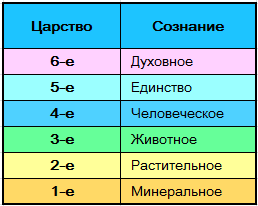 Царство Сознание
6-е Духовное
5-е Единство
4-е Человеческое
3-е Животное
2-е Растительное
1-е Минеральное